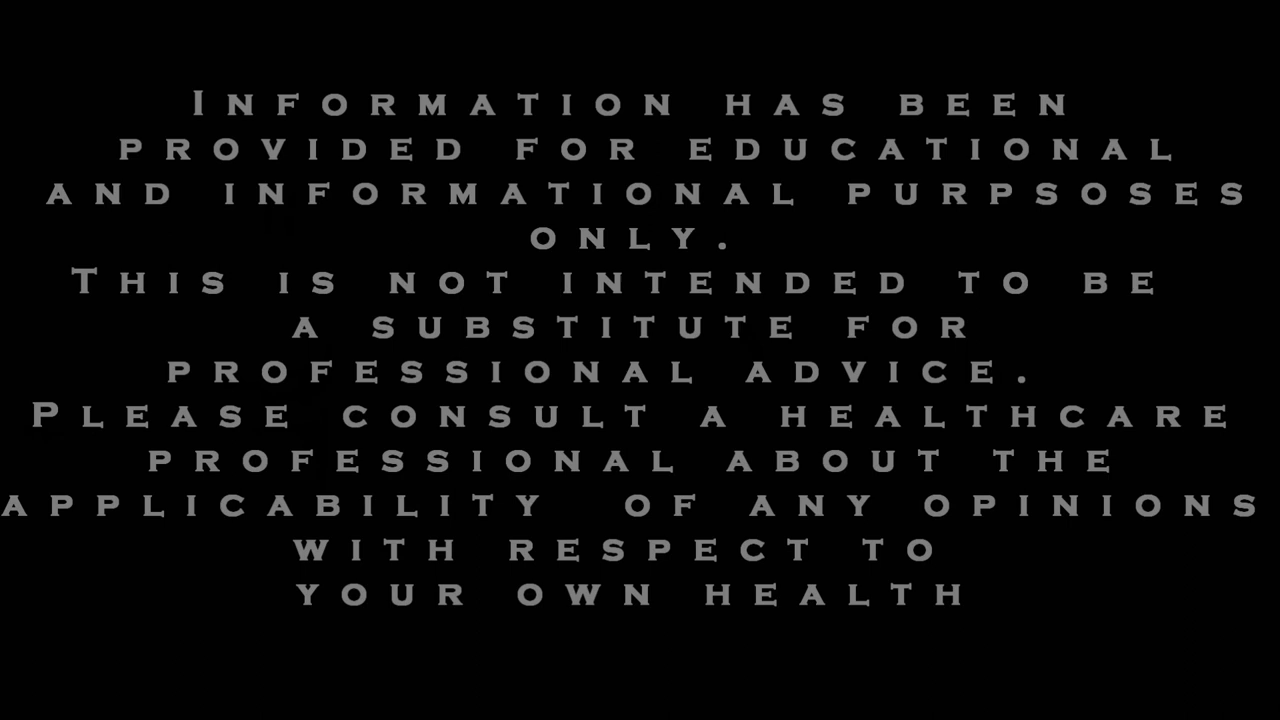 Information has been
provided for educational
and informational purpsoses
only.
This is not intended to be
a substitute for
professional advice.
Please consult a healthcare
professional about the
applicability of any opinions
with respect to
your own health